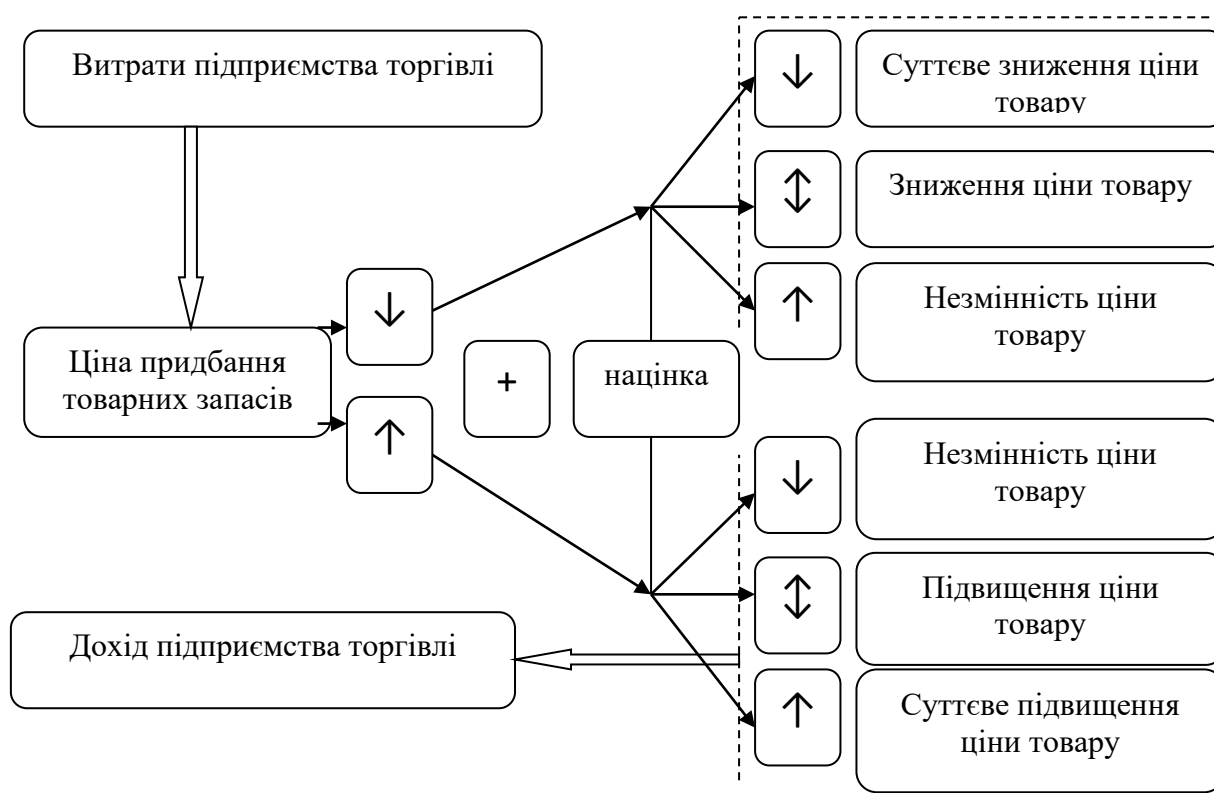 Витрати підприємства торгівлі
↓
Суттєве зниження ціни
товару
↕
Зниження ціни товару
↑
Незмінність ціни
товару
Ціна придбання
товарних запасів
↓
↑
+
націнка
↓
Незмінність ціни
товару
↕
Підвищення ціни
товару
↑
Суттєве підвищення
ціни товару
Дохід підприємства торгівлі